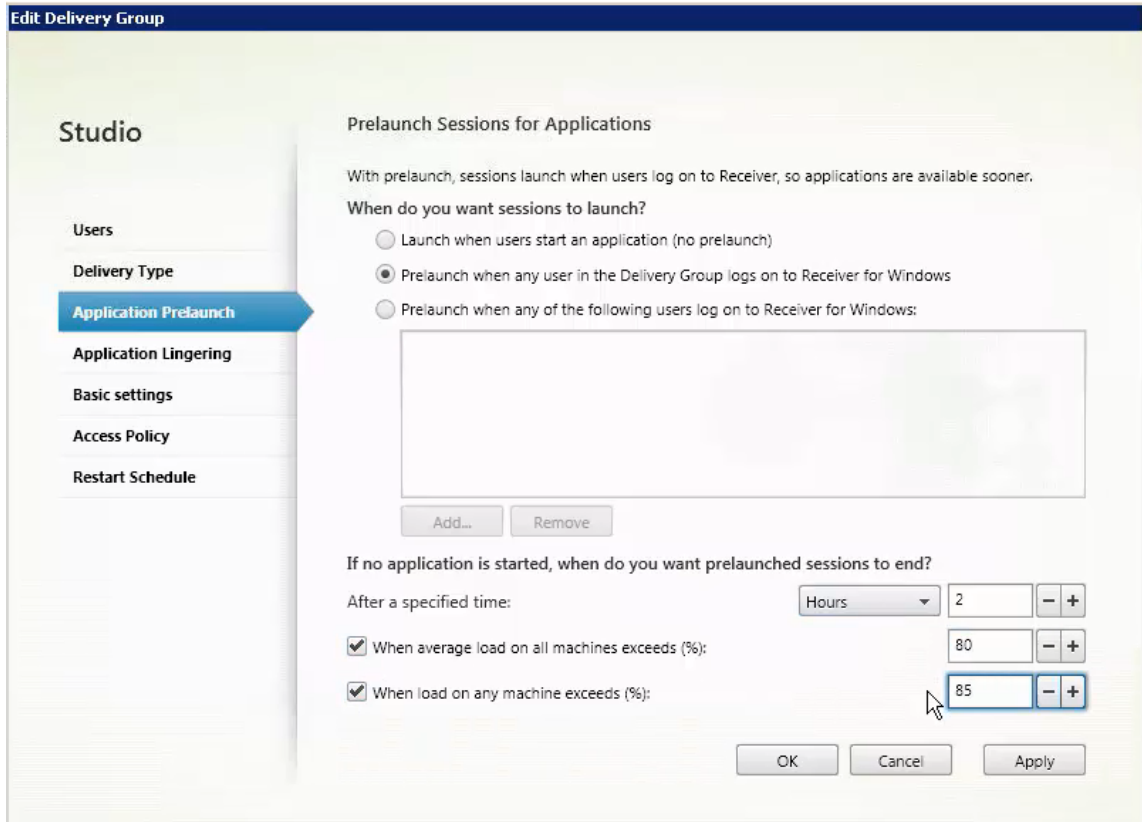 Edit Delivery Group
Studio
Users
Delivery Type
Application Prelaunch
Application Lingering
Basic settings
Access Policy
Restart Schedule
Prelaunch Sessions for Applications
With prelaunch, sessions launch when users log on to Receiver, so applications are available sooner.
When do you want sessions to launch?
Launch when users start an application (no prelaunch)
Prelaunch when any user in the Delivery Group logs on to Receiver for Windows
Prelaunch when any of the following users log on to Receiver for Windows:
Add... Remove
If no application is started, when do you want prelaunched sessions to end?
After a specified time: Hours 2 − +
When average load on all machines exceeds (%): 80 − +
When load on any machine exceeds (%): 85 − +
OK Cancel Apply